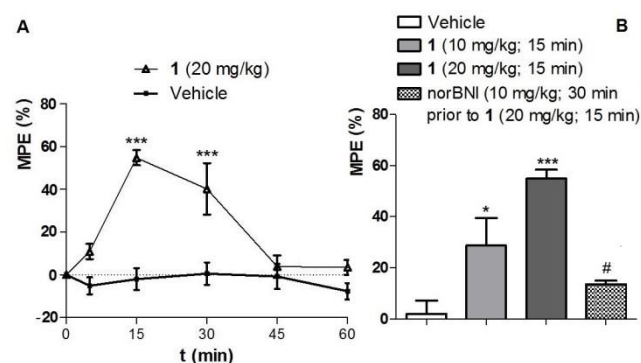 A
1 (20 mg/kg)
Vehicle
MPE (%)
80
60
40
20
0
-20
***
***
0
15
30
45
60
t (min)
B
Vehicle
1 (10 mg/kg; 15 min)
1 (20 mg/kg; 15 min)
norBNI (10 mg/kg; 30 min
prior to 1 (20 mg/kg; 15 min)
MPE (%)
80
60
40
20
0
*
***
#